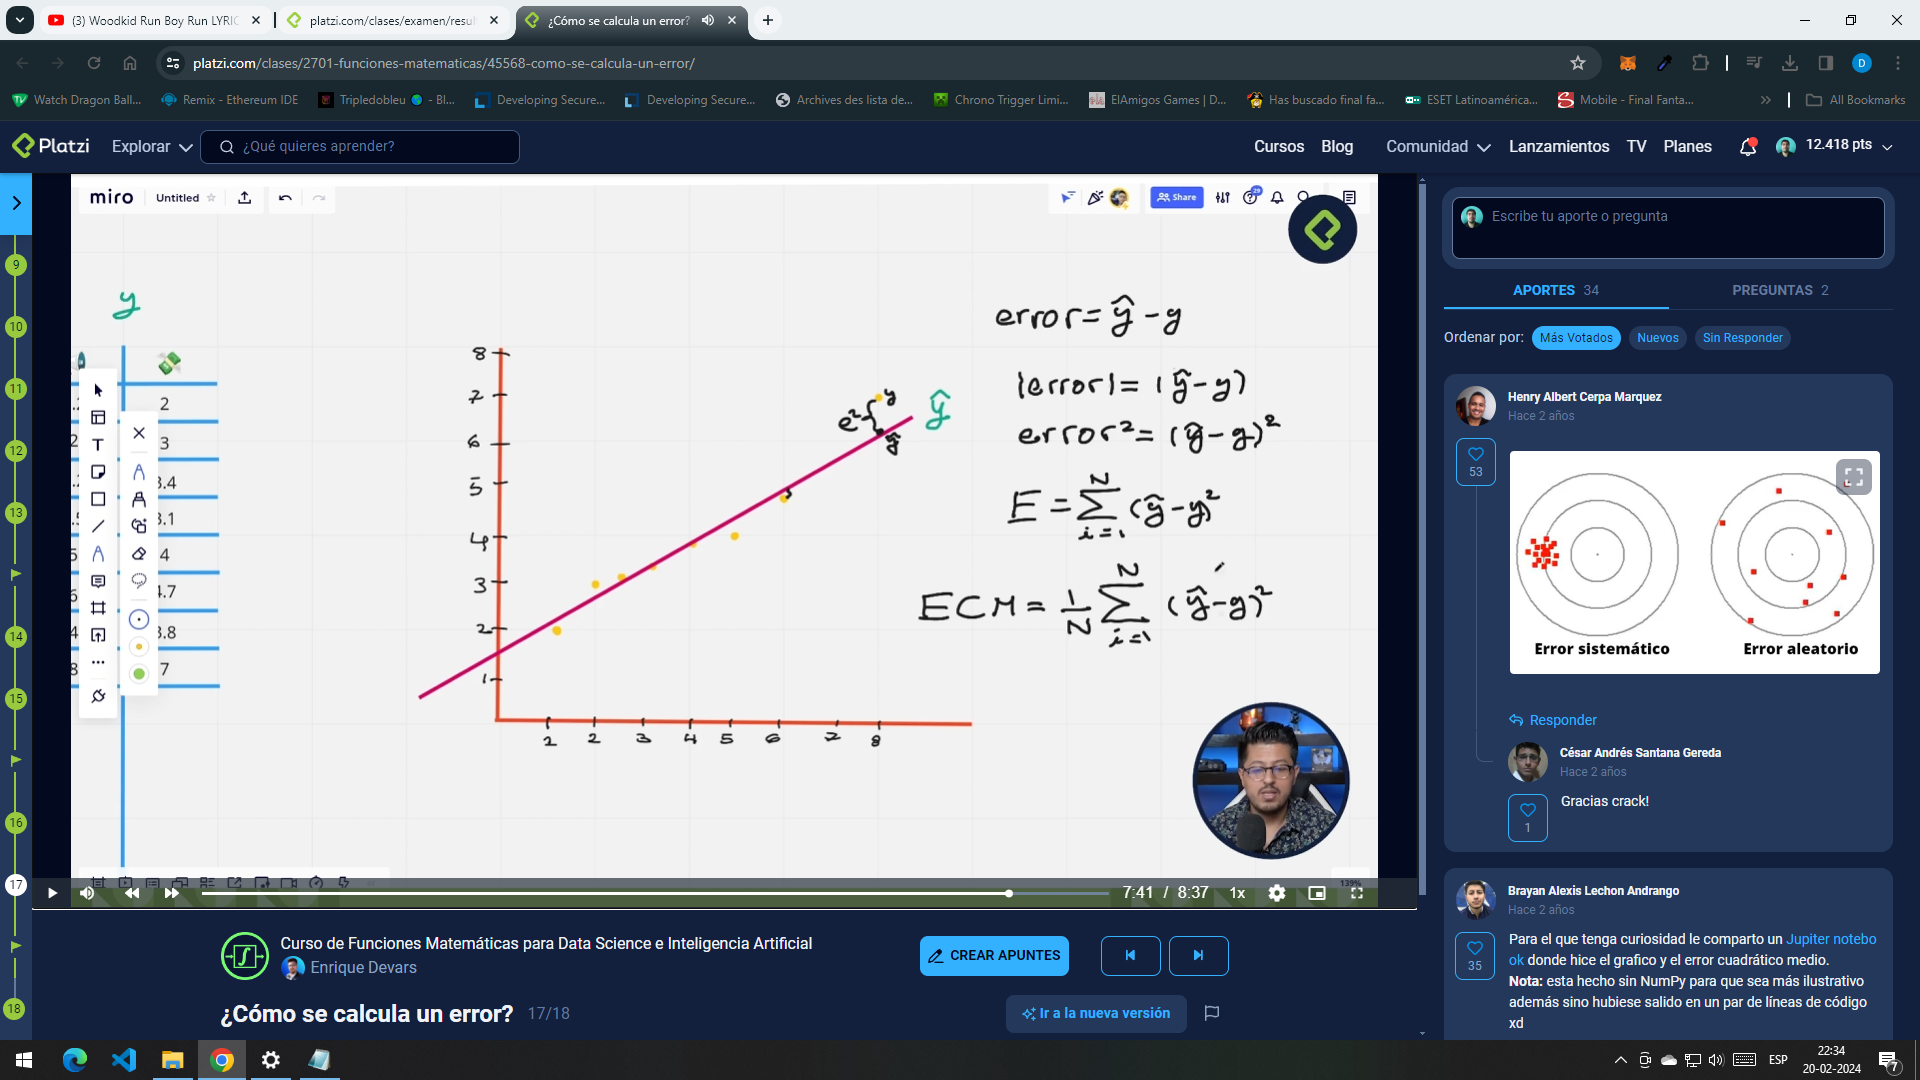 (3) Woodkid Run Boy Run LYRIC
platzi.com/clases/examen/resul
¿Cómo se calcula un error?
platzi.com/clases/2701-funciones-matematicas/45568-como-se-calcula-un-error/
D
Watch Dragon Ball...
Remix - Ethereum IDE
Tripledobleu - Bl...
Developing Secure...
Developing Secure...
Archives des lista de...
Chrono Trigger Limi...
ElAmigos Games | D...
Has buscado final fa...
ESET Latinoamérica...
Mobile - Final Fanta...
All Bookmarks
Platzi
Explorar
¿Qué quieres aprender?
Cursos
Blog
Comunidad
Lanzamientos
TV
Planes
12.418 pts
9
10
11
12
13
14
15
16
17
18
miro
Untitled
Share
y
2
3
3.4
3.1
4
4.7
3.8
7
8
7
6
5
4
3
2
1
1 2 3 4 5 6 7 8
e² { y
ŷ
ŷ
error = ŷ - y
|error| = (ŷ - y)
error² = (ŷ - y)²
E = Σ N i=1 (ŷ - y)²
ECM = 1/N Σ N i=1 (ŷ - y)²
139%
7:41 / 8:37
1x
Curso de Funciones Matemáticas para Data Science e Inteligencia Artificial
Enrique Devars
CREAR APUNTES
¿Cómo se calcula un error? 17/18
Ir a la nueva versión
Escribe tu aporte o pregunta
APORTES 34
PREGUNTAS 2
Ordenar por:
Más Votados
Nuevos
Sin Responder
Henry Albert Cerpa Marquez
Hace 2 años
53
Error sistemático
Error aleatorio
Responder
César Andrés Santana Gereda
Hace 2 años
Gracias crack!
1
Brayan Alexis Lechon Andrango
Hace 2 años
35
Para el que tenga curiosidad le comparto un Jupiter notebo
ok donde hice el grafico y el error cuadrático medio.
Nota: esta hecho sin NumPy para que sea más ilustrativo
además sino hubiese salido en un par de líneas de código
xd
ESP
22:34
20-02-2024
7